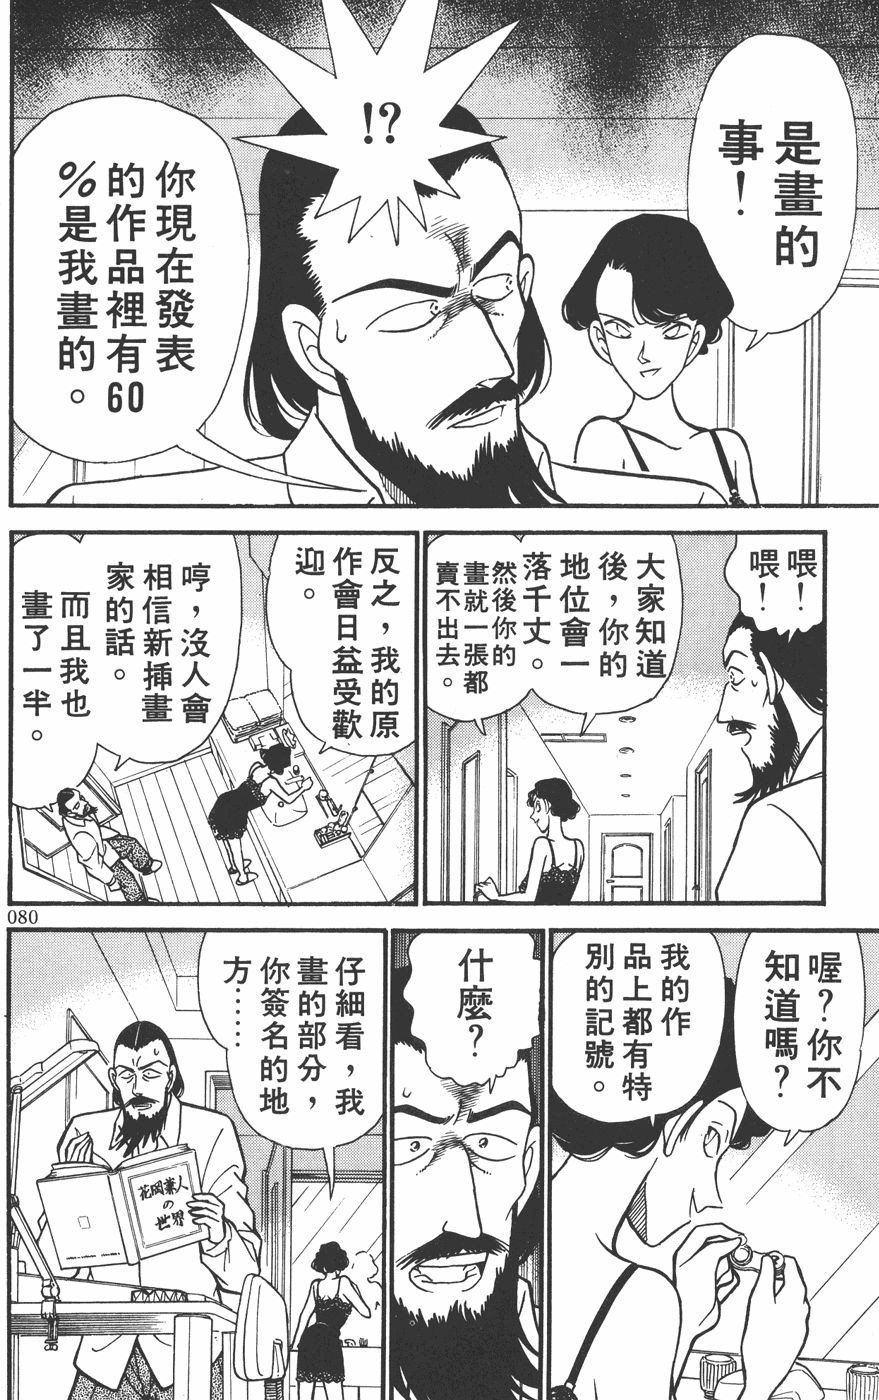 是畫的
事！
!?
你現在發表
的作品裡有60
％是我畫的。
喂！
喂！
大家知道
後，你的
地位會一
落千丈。
然後你的
畫就一張都
賣不出去。
反之，我的原
作會日益受歡
迎。
哼，沒人會
相信新挿畫
家的話。
而且我也
畫了一半。
080
喔？你不
知道嗎？
我的作
品上都有特
別的記號。
什麼？
仔細看，我
畫的部分，
你簽名的地
方……
花岡業人
の
世界